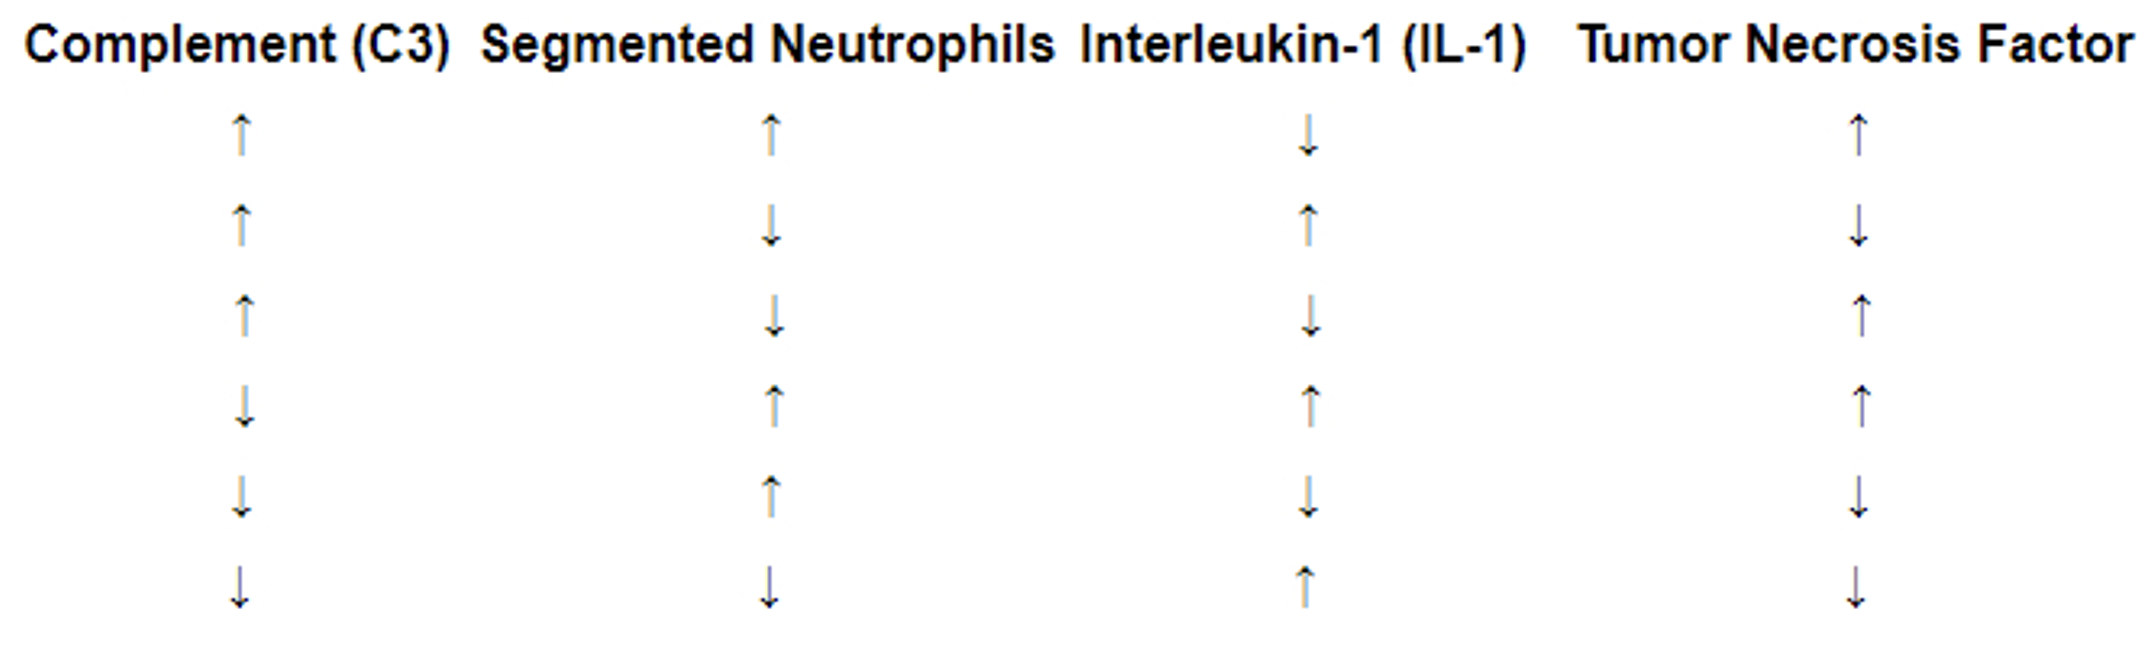 Complement (C3) Segmented Neutrophils Interleukin-1 (IL-1) Tumor Necrosis Factor
↑ ↑ ↓ ↑
↑ ↓ ↑ ↓
↑ ↓ ↓ ↑
↓ ↑ ↑ ↑
↓ ↑ ↓ ↓
↓ ↓ ↑ ↓